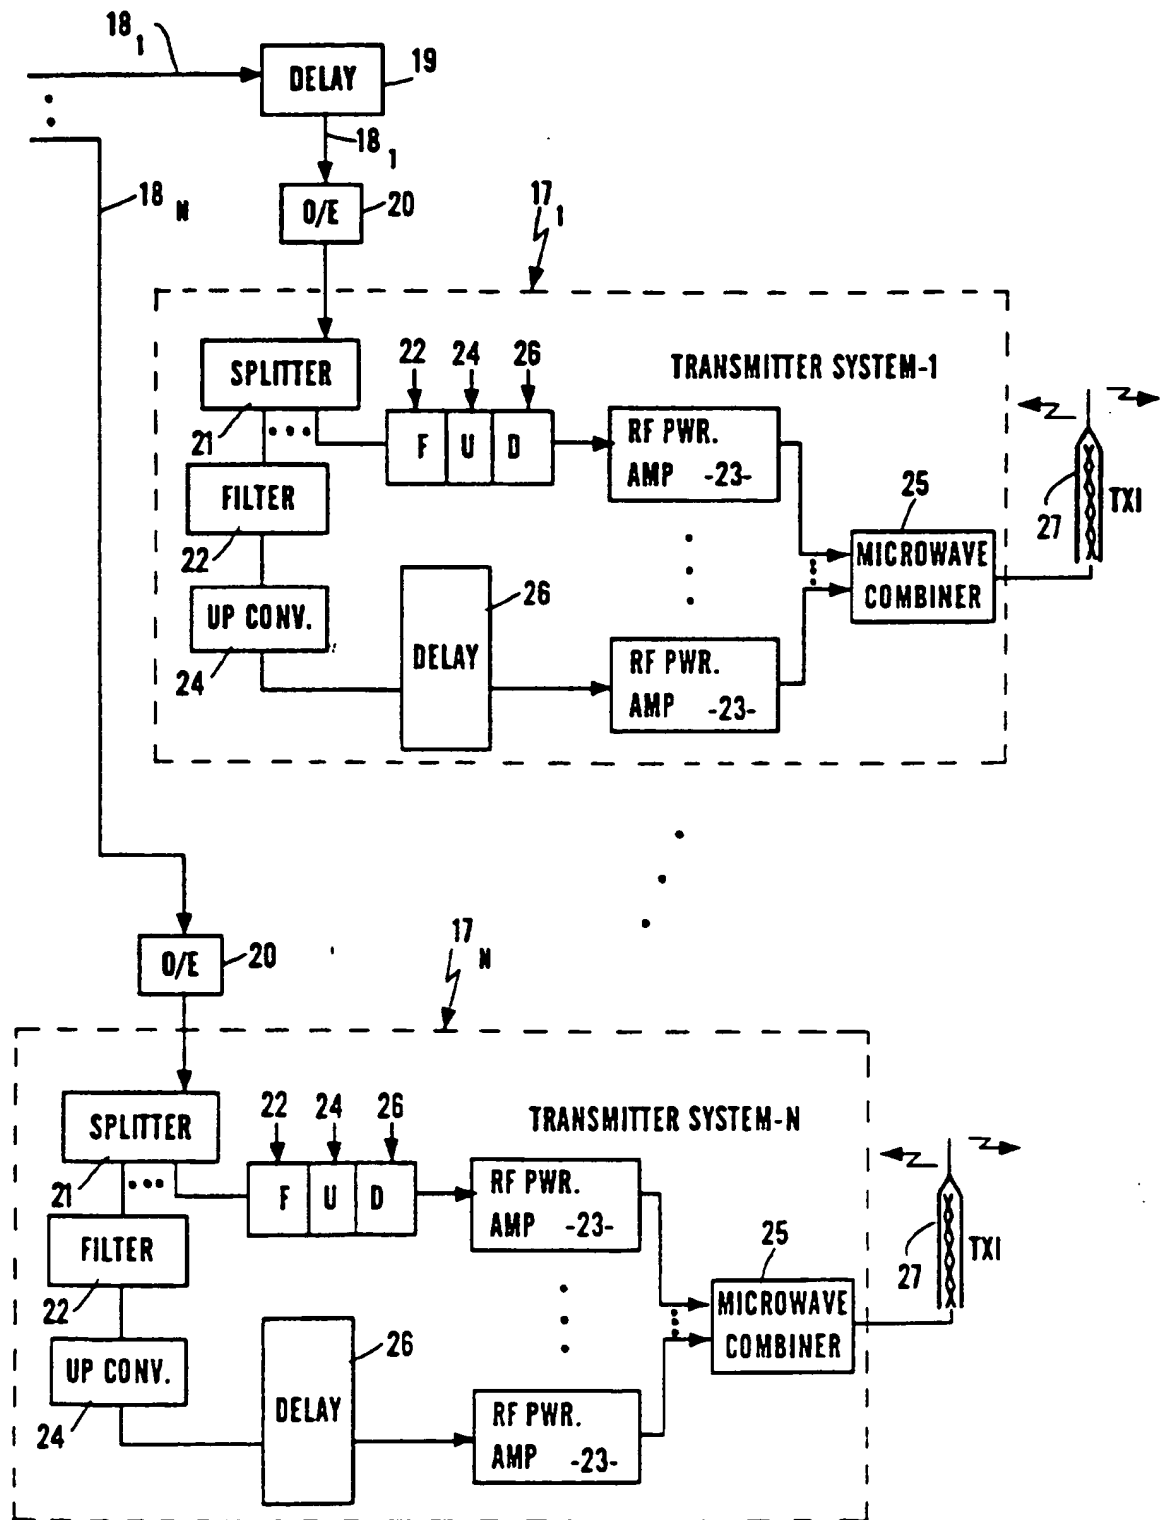 18 1
DELAY
19
18 1
O/E
20
18 N
17 1
SPLITTER
21
22 24 26
F U D
TRANSMITTER SYSTEM-1
RF PWR.
AMP -23-
FILTER
22
25
MICROWAVE
COMBINER
27
TX1
UP CONV.
24
DELAY
26
RF PWR.
AMP -23-
O/E
20
17 N
SPLITTER
21
22 24 26
F U D
TRANSMITTER SYSTEM-N
RF PWR.
AMP -23-
FILTER
22
25
MICROWAVE
COMBINER
27
TX1
UP CONV.
24
DELAY
26
RF PWR.
AMP -23-